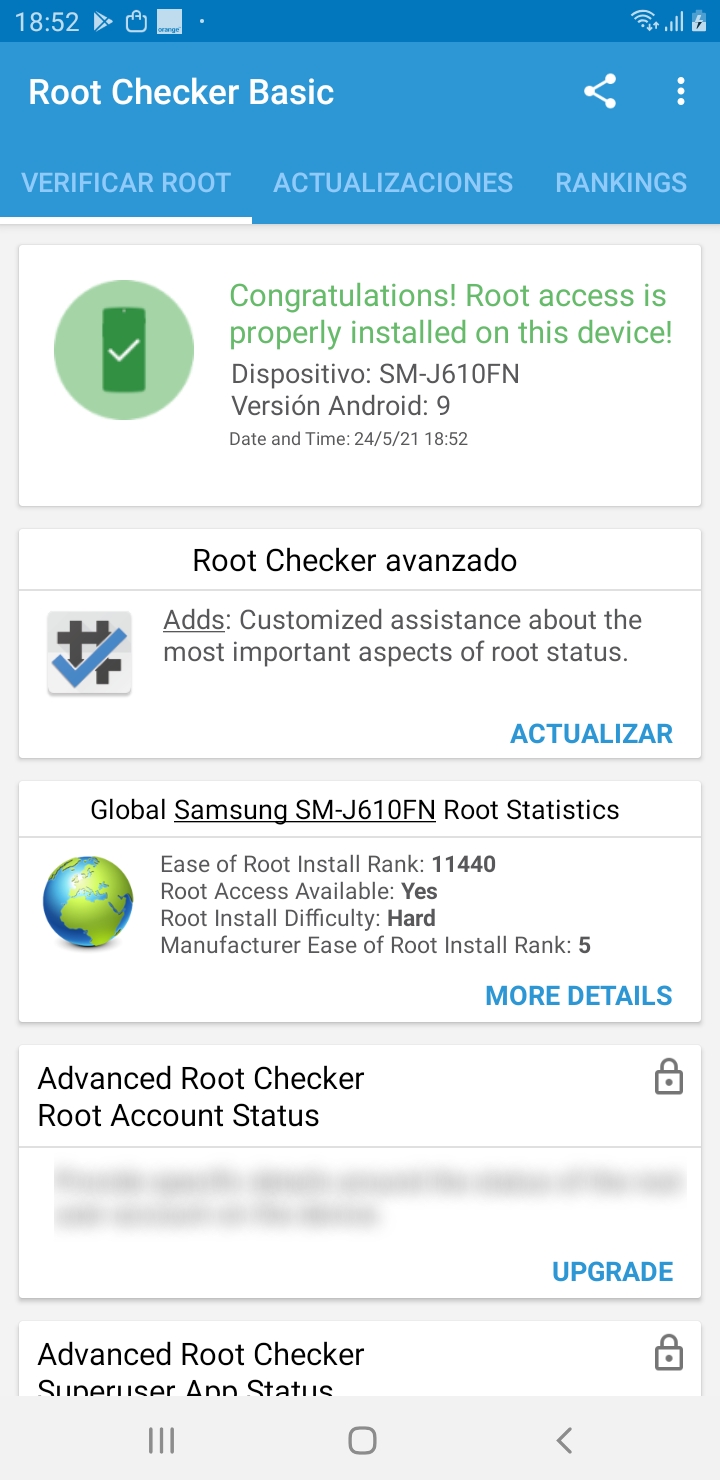 18:52
orange
Root Checker Basic
VERIFICAR ROOT ACTUALIZACIONES RANKINGS
Congratulations! Root access is
properly installed on this device!
Dispositivo: SM-J610FN
Versión Android: 9
Date and Time: 24/5/21 18:52
Root Checker avanzado
Adds: Customized assistance about the
most important aspects of root status.
ACTUALIZAR
Global Samsung SM-J610FN Root Statistics
Ease of Root Install Rank: 11440
Root Access Available: Yes
Root Install Difficulty: Hard
Manufacturer Ease of Root Install Rank: 5
MORE DETAILS
Advanced Root Checker
Root Account Status
UPGRADE
Advanced Root Checker
Superuser App Status